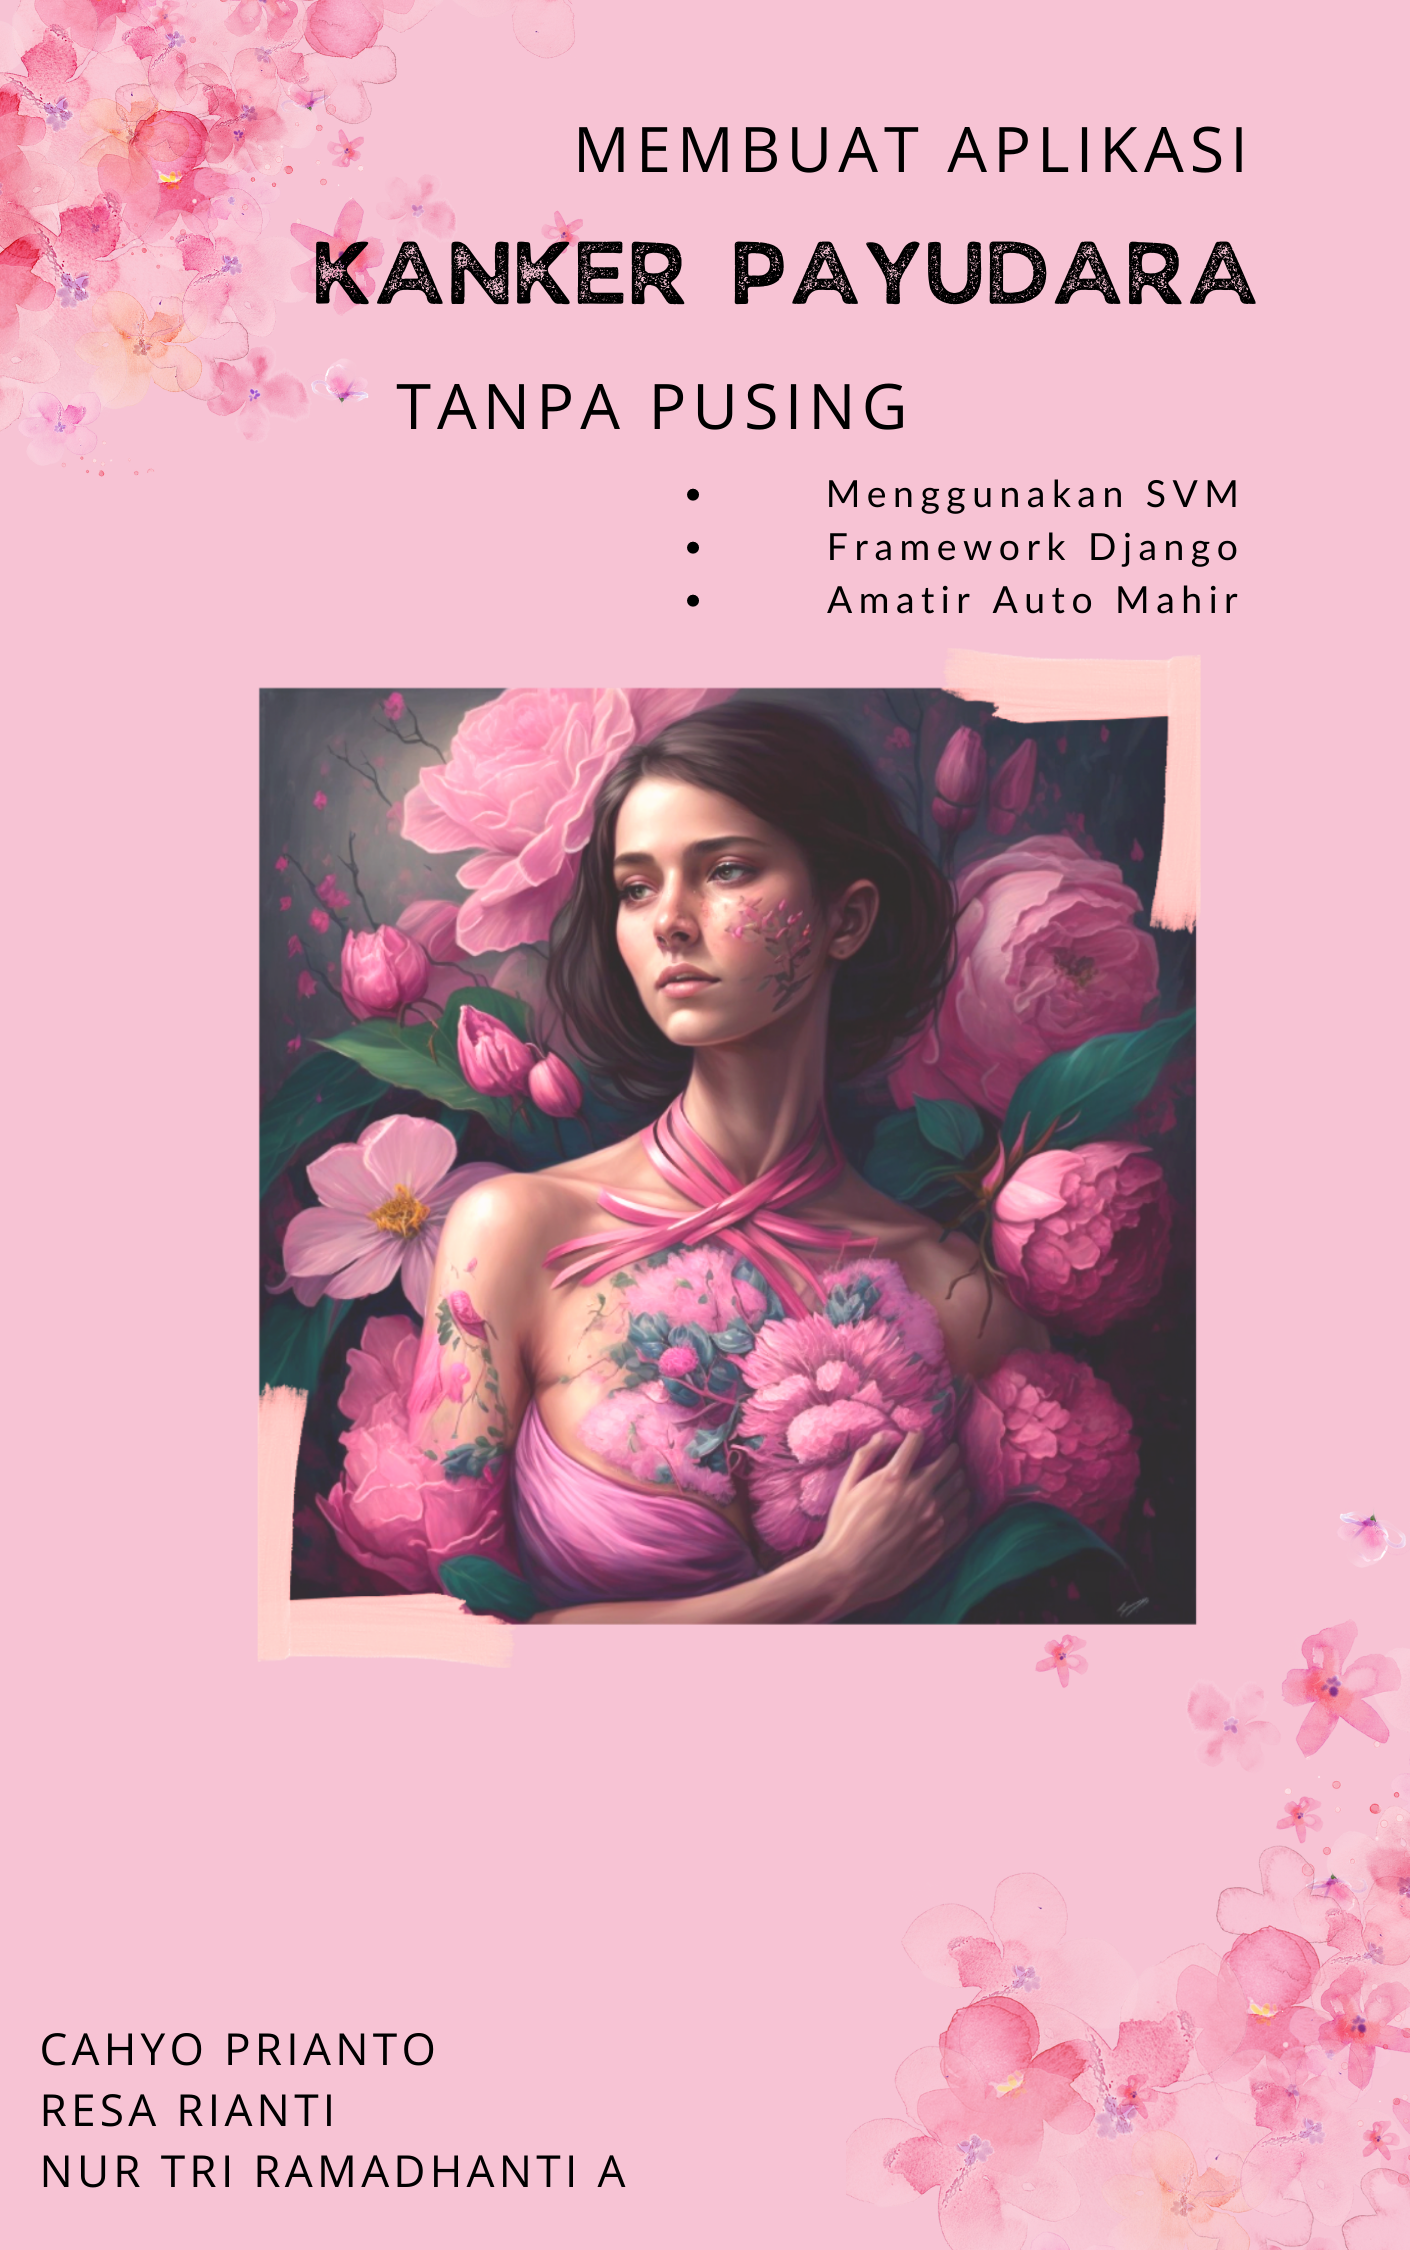 MEMBUAT APLIKASI
KANKER PAYUDARA
TANPA PUSING
• Menggunakan SVM
• Framework Django
• Amatir Auto Mahir
CAHYO PRIANTO
RESA RIANTI
NUR TRI RAMADHANTI A